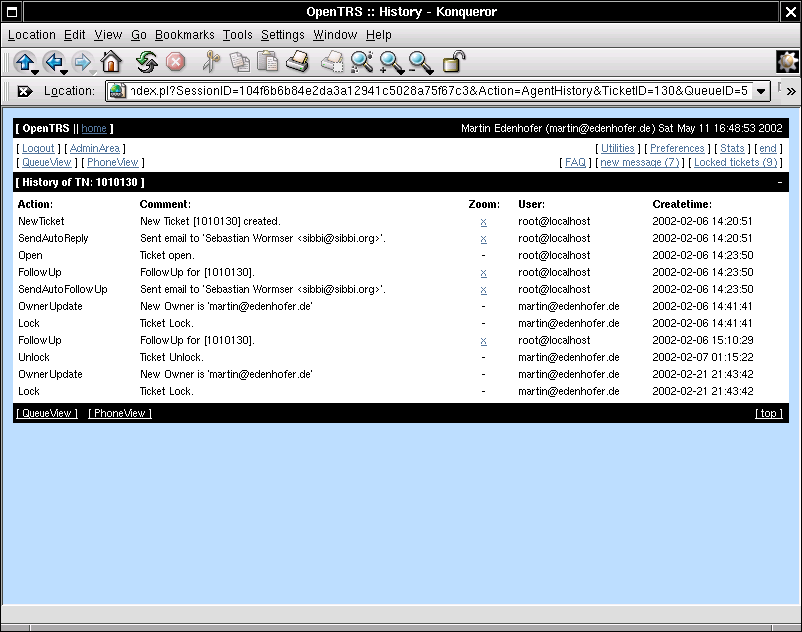 OpenTRS :: History - Konqueror
Location Edit View Go Bookmarks Tools Settings Window Help
Location: ndex.pl?SessionID=104f6b6b84e2da3a12941c5028a75f67c3&Action=AgentHistory&TicketID=130&QueueID=5
[ OpenTRS || home ] Martin Edenhofer (martin@edenhofer.de) Sat May 11 16:48:53 2002
[ Logout ] [ AdminArea ] [ Utilities ] [ Preferences ] [ Stats ] [ end ]
[ QueueView ] [ PhoneView ] [ FAQ ] [ new message (7) ] [ Locked tickets (9) ]
[ History of TN: 1010130 ] -
Action: Comment: Zoom: User: Createtime:
NewTicket New Ticket [1010130] created. x root@localhost 2002-02-06 14:20:51
SendAutoReply Sent email to 'Sebastian Wormser <sibbi@sibbi.org>'. x root@localhost 2002-02-06 14:20:51
Open Ticket open. - root@localhost 2002-02-06 14:23:50
FollowUp FollowUp for [1010130]. x root@localhost 2002-02-06 14:23:50
SendAutoFollowUp Sent email to 'Sebastian Wormser <sibbi@sibbi.org>'. x root@localhost 2002-02-06 14:23:50
OwnerUpdate New Owner is 'martin@edenhofer.de' - martin@edenhofer.de 2002-02-06 14:41:41
Lock Ticket Lock. - martin@edenhofer.de 2002-02-06 14:41:41
FollowUp FollowUp for [1010130]. x root@localhost 2002-02-06 15:10:29
Unlock Ticket Unlock. - martin@edenhofer.de 2002-02-07 01:15:22
OwnerUpdate New Owner is 'martin@edenhofer.de' - martin@edenhofer.de 2002-02-21 21:43:42
Lock Ticket Lock. - martin@edenhofer.de 2002-02-21 21:43:42
[ QueueView ] [ PhoneView ] [ top ]